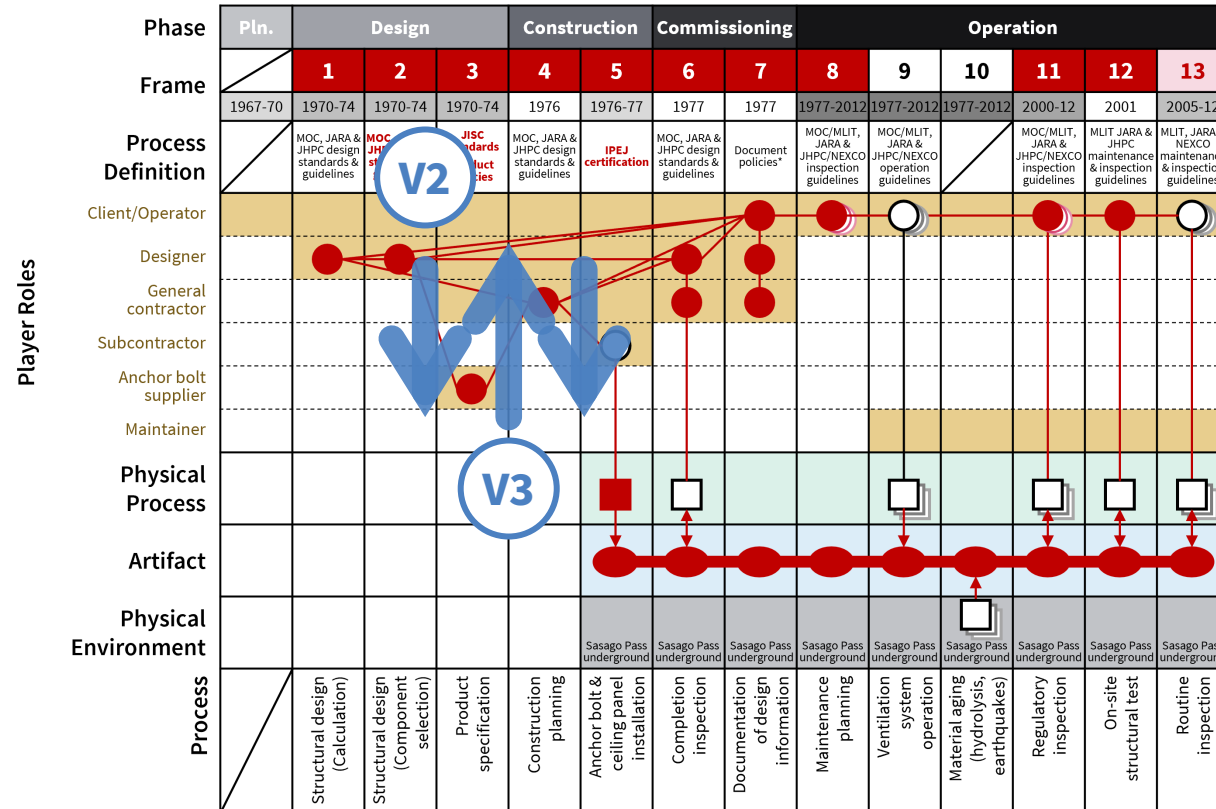 Phase
Pln.
Design
Construction
Commissioning
Operation
Frame
1
2
3
4
5
6
7
8
9
10
11
12
13
1967-70
1970-74
1970-74
1970-74
1976
1976-77
1977
1977
1977-2012
1977-2012
1977-2012
2000-12
2001
2005-12
Process
Definition
MOC, JARA &
JHPC design
standards &
guidelines
MOC
JISC
MOC, JARA &
JHPC design
standards &
guidelines
IPEJ
certification
MOC, JARA &
JHPC design
standards &
guidelines
Document
policies*
MOC/MLIT,
JARA &
JHPC/NEXCO
inspection
guidelines
MOC/MLIT,
JARA &
JHPC/NEXCO
operation
guidelines
MOC/MLIT,
JARA &
JHPC/NEXCO
inspection
guidelines
MLIT JARA &
JHPC
maintenance
& inspection
guidelines
MLIT, JARA
NEXCO
& inspection
V2
Player Roles
Client/Operator
Designer
General
contractor
Subcontractor
Anchor bolt
supplier
Maintainer
V3
Physical
Process
Artifact
Physical
Environment
Sasago Pass
underground
Sasago Pass
underground
Sasago Pass
underground
Sasago Pass
underground
Sasago Pass
underground
Sasago Pass
underground
Sasago Pass
underground
Sasago Pass
underground
Sasago Pass
Process
Structural design
(Calculation)
Structural design
(Component
selection)
Product
specification
Construction
planning
Anchor bolt &
ceiling panel
installation
Completion
inspection
Documentation
of design
information
Maintenance
planning
Ventilation
system
operation
Material aging
(hydrolysis,
earthquakes)
Regulatory
inspection
On-site
structural test
Routine
inspection